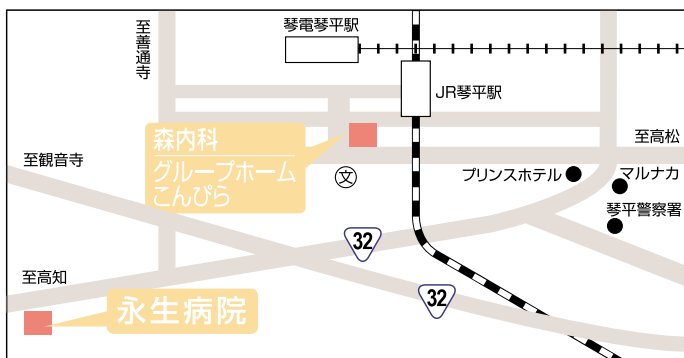 琴電琴平駅
至善通寺
JR琴平駅
森内科
グループホーム
こんぴら
至高松
至観音寺
文
プリンスホテル
マルナカ
琴平警察署
32
至高知
32
永生病院